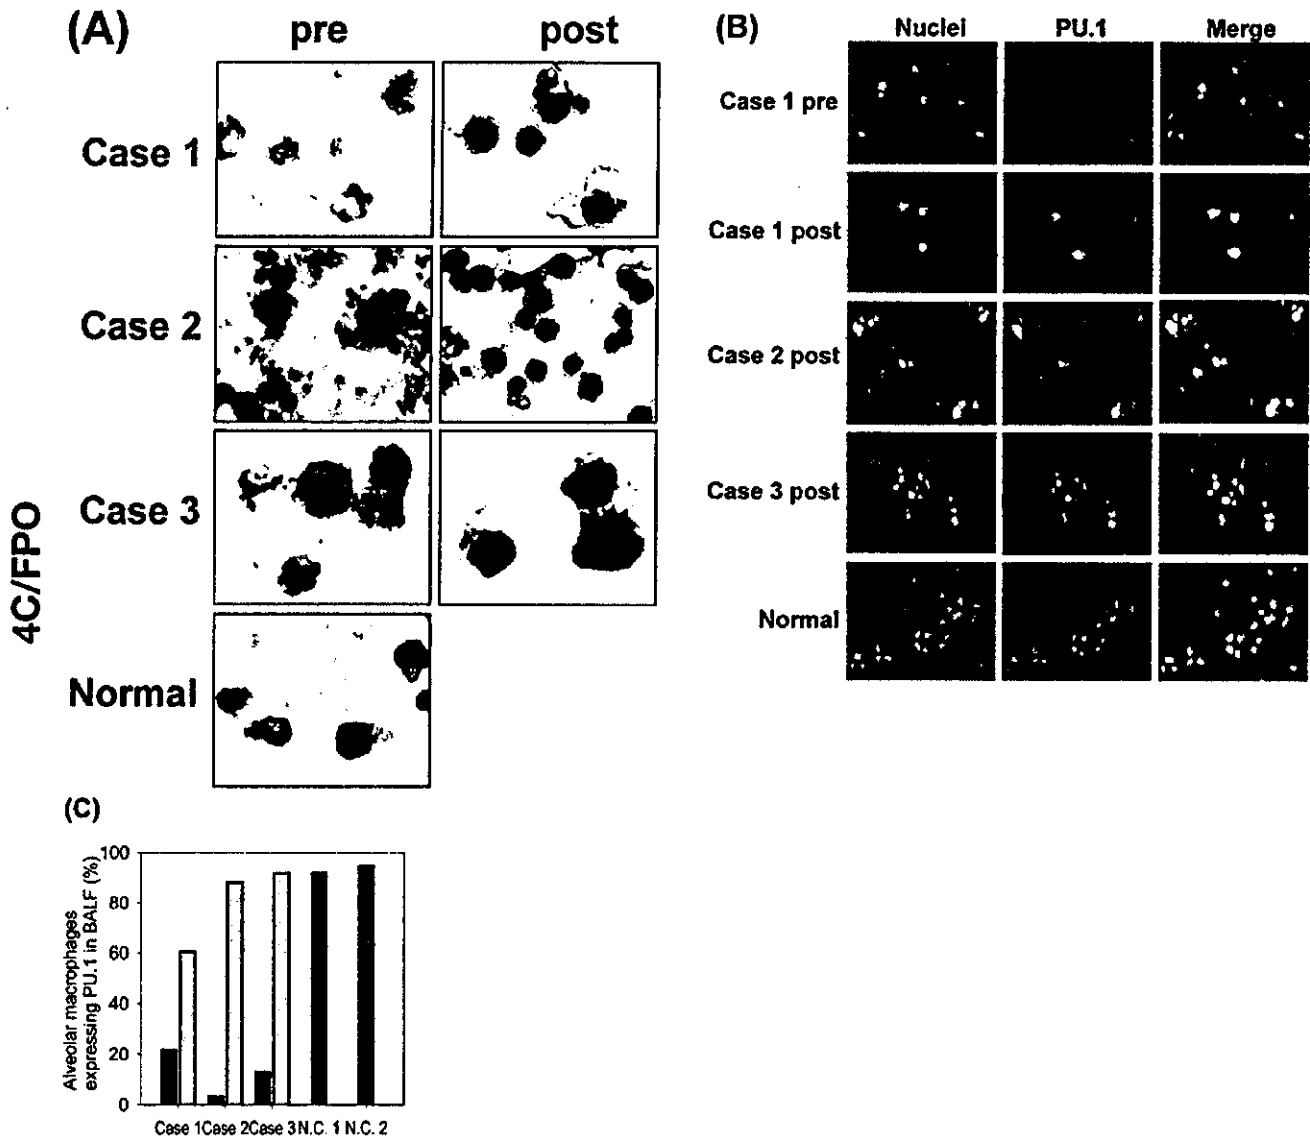 (A)
pre
post
Case 1
Case 2
Case 3
Normal
4C/FPO
(B)
Nuclei
PU.1
Merge
Case 1 pre
Case 1 post
Case 2 post
Case 3 post
Normal
(C)
Alveolar macrophages
expressing PU.1 in BALF (%)
100
80
60
40
20
0
Case 1 Case 2 Case 3 N.C. 1 N.C. 2